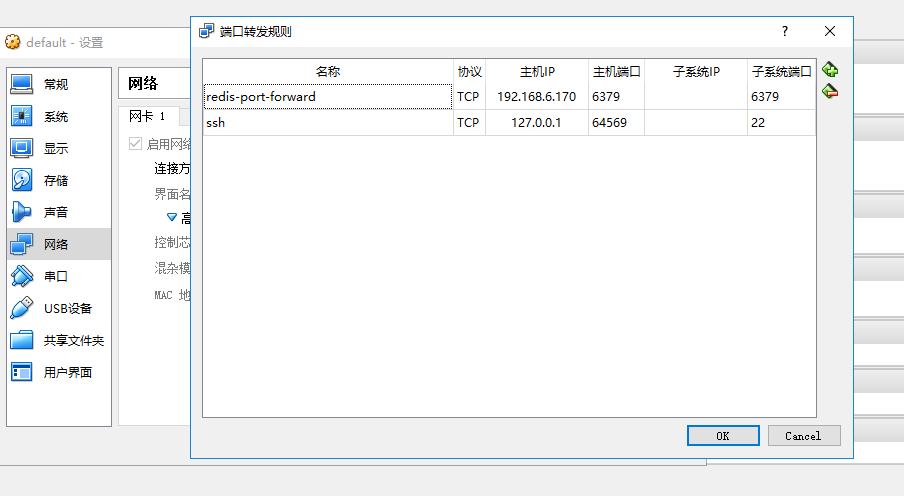 default - 设置
常规
系统
显示
存储
声音
网络
串口
USB设备
共享文件夹
用户界面
网络
网卡 1
启用网络
连接方
界面名
高
控制芯
混杂模
MAC 地
端口转发规则
?
名称 协议 主机IP 主机端口 子系统IP 子系统端口
redis-port-forward TCP 192.168.6.170 6379 6379
ssh TCP 127.0.0.1 64569 22
OK Cancel